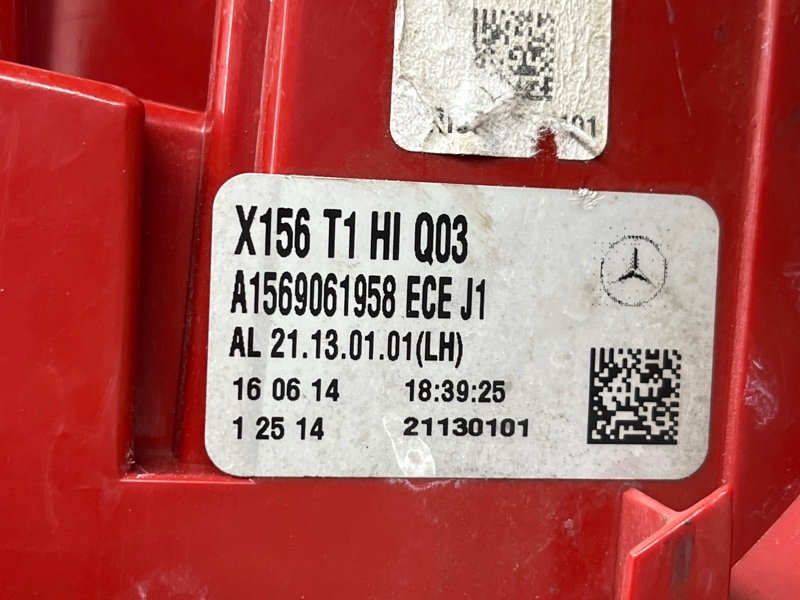 101
X156 T1 HI Q03
A1569061958 ECE J1
AL 21.13.01.01(LH)
16 06 14 18:39:25
1 25 14 21130101